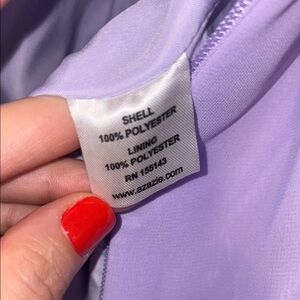 SHELL
100% POLYESTER
LINING
100% POLYESTER
RN 155143
www.azazie.com